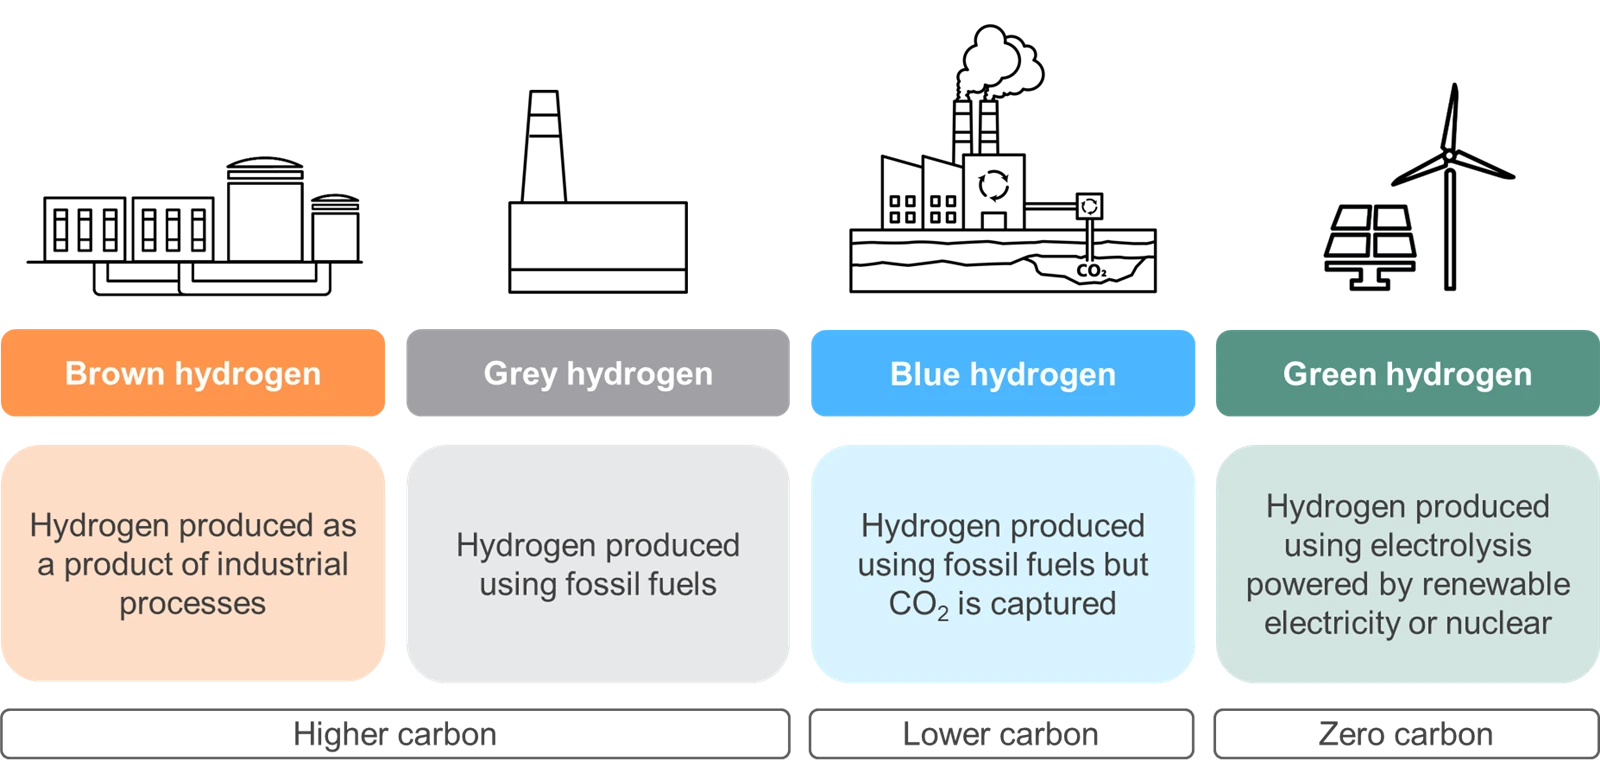 CO₂
Brown hydrogen
Grey hydrogen
Blue hydrogen
Green hydrogen
Hydrogen produced as
a product of industrial
processes
Hydrogen produced
using fossil fuels
Hydrogen produced
using fossil fuels but
CO₂ is captured
Hydrogen produced
using electrolysis
powered by renewable
electricity or nuclear
Higher carbon
Lower carbon
Zero carbon